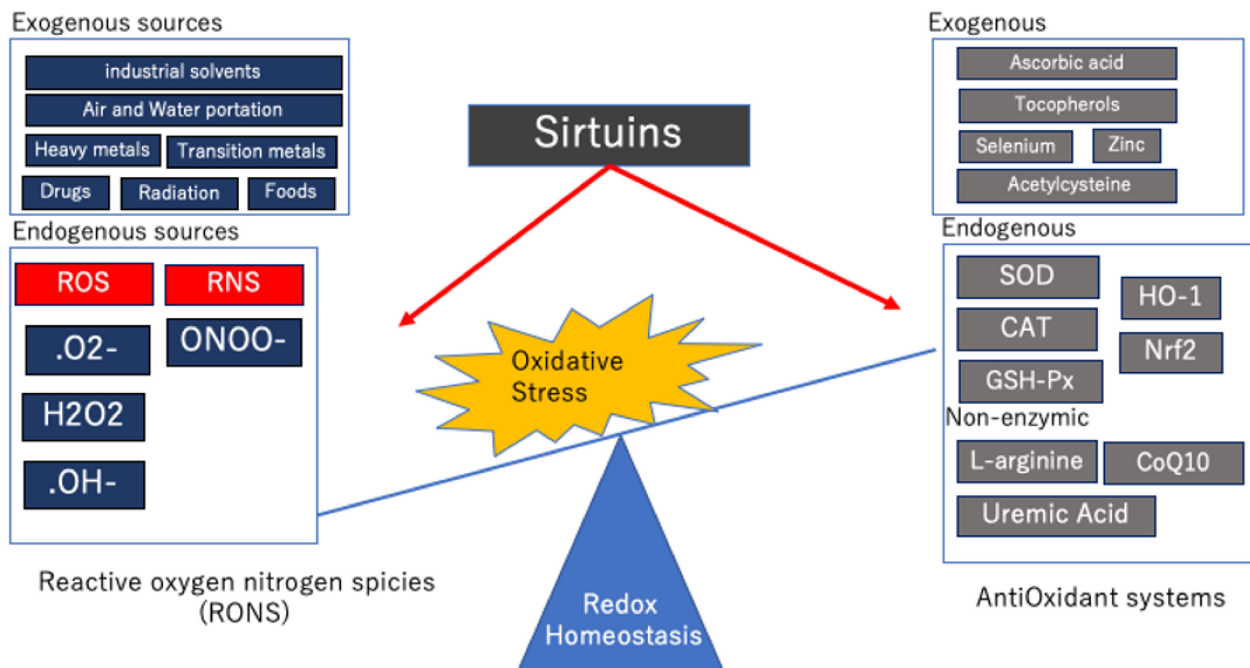 Exogenous sources
industrial solvents
Air and Water portation
Heavy metals
Transition metals
Drugs
Radiation
Foods
Endogenous sources
ROS
RNS
.O2-
ONOO-
H2O2
.OH-
Reactive oxygen nitrogen spicies
(RONS)
Sirtuins
Oxidative
Stress
Redox
Homeostasis
Exogenous
Ascorbic acid
Tocopherols
Selenium
Zinc
Acetylcysteine
Endogenous
SOD
HO-1
CAT
Nrf2
GSH-Px
Non-enzymic
L-arginine
CoQ10
Uremic Acid
AntiOxidant systems